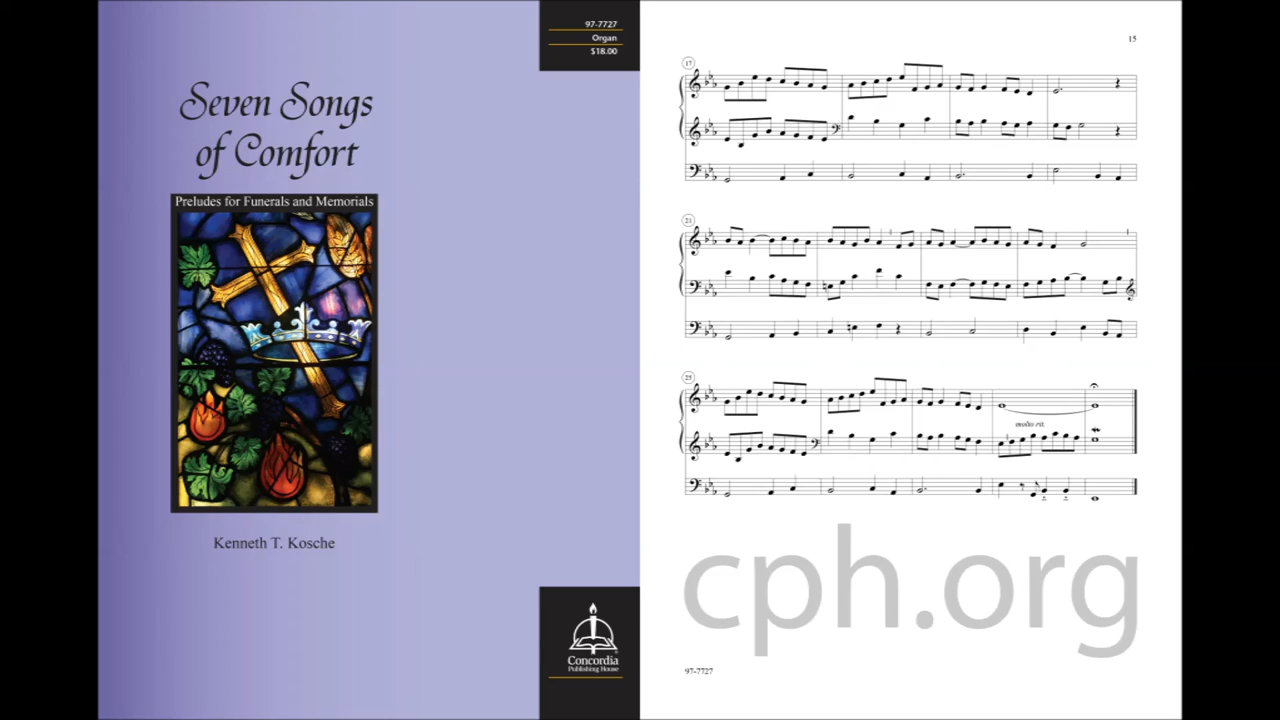 97-7727
Organ
$18.00
Seven Songs
of Comfort
Preludes for Funerals and Memorials
Kenneth T. Kosche
Concordia
Publishing House
15
17
21
25
molto rit.
cph.org
97-7727